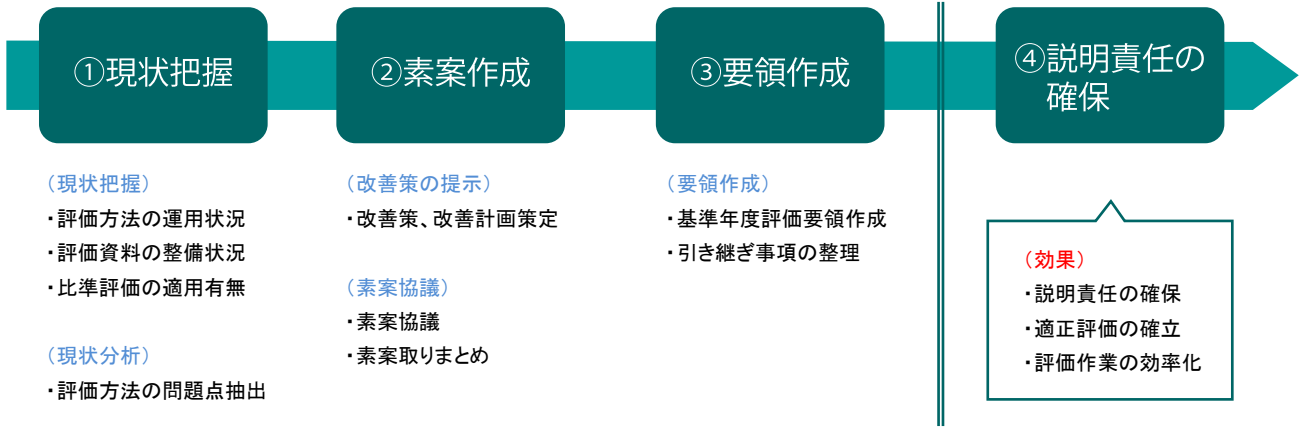 ①現状把握
②素案作成
③要領作成
④説明責任の
確保
（現状把握）
・評価方法の運用状況
・評価資料の整備状況
・比準評価の適用有無
（現状分析）
・評価方法の問題点抽出
（改善策の提示）
・改善策、改善計画策定
（素案協議）
・素案協議
・素案取りまとめ
（要領作成）
・基準年度評価要領作成
・引き継ぎ事項の整理
（効果）
・説明責任の確保
・適正評価の確立
・評価作業の効率化